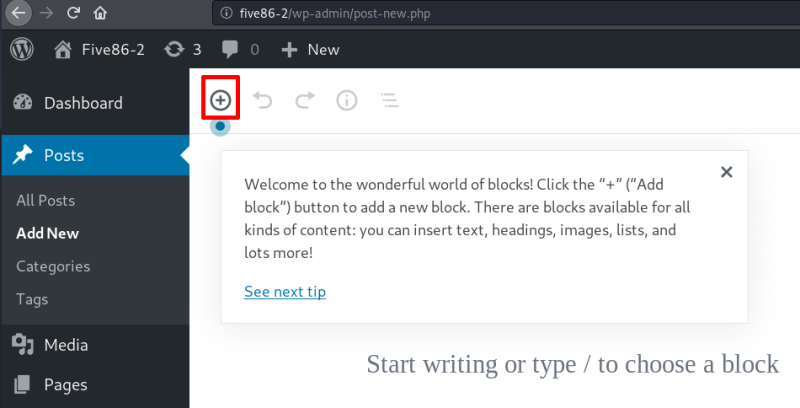 five86-2/wp-admin/post-new.php
Five86-2 3 0 New
Dashboard
Posts
All Posts
Add New
Categories
Tags
Media
Pages
Welcome to the wonderful world of blocks! Click the “+” (“Add
block”) button to add a new block. There are blocks available for all
kinds of content: you can insert text, headings, images, lists, and
lots more!
See next tip
Start writing or type / to choose a block